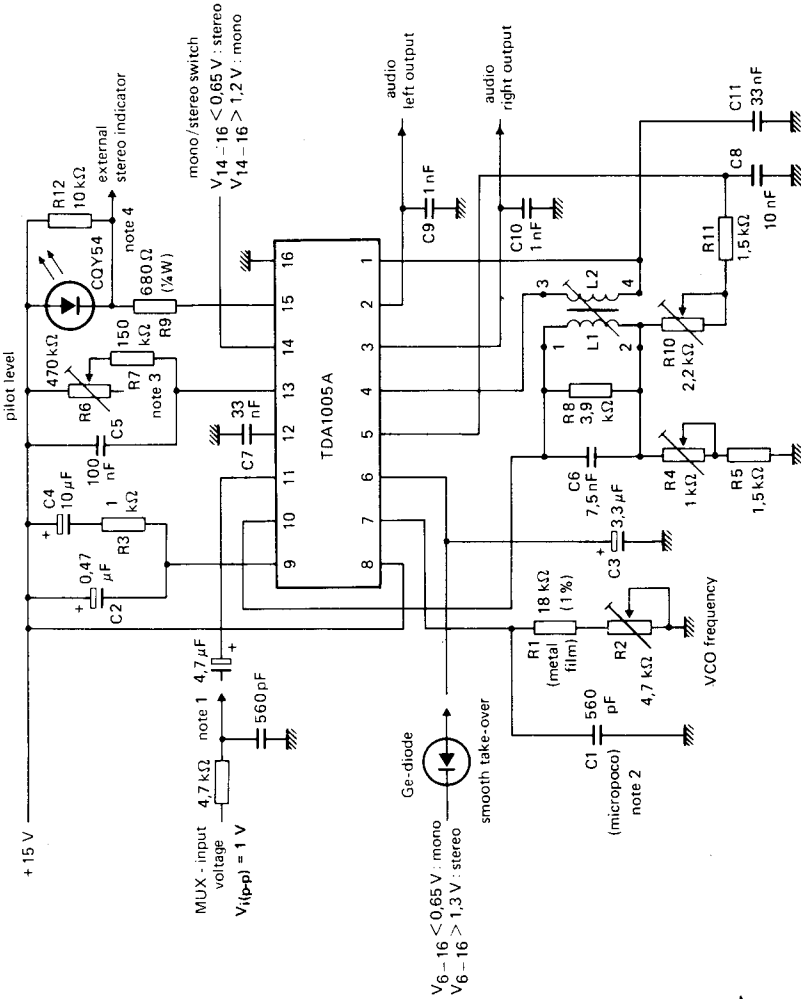 +15 V
MUX - input
voltage
Vi(p-p) = 1 V
4,7 kΩ
note 1
560 pF
4,7 µF
+
C2
0,47
µF
+
C4
10 µF
+
R3
1
kΩ
pilot level
100
nF
C5
470 kΩ
R6
R7
150
kΩ
note 3
C7
33
nF
CQY54
R12
10 kΩ
external
stereo indicator
note 4
680 Ω
(¼W)
R9
mono/stereo switch
V14-16 < 0,65 V : stereo
V14-16 > 1,2 V : mono
9
10
11
12
13
14
15
16
TDA1005A
8
7
6
5
4
3
2
1
audio
left output
C9
1 nF
audio
right output
C10
1 nF
V6-16 < 0,65 V : mono
V6-16 > 1,3 V : stereo
Ge-diode
smooth take-over
C1
560
pF
(micropoco)
note 2
R1
(metal
film)
18 kΩ
(1%)
R2
4,7 kΩ
VCO frequency
C3
3,3 µF
+
C6
7,5 nF
R8
3,9
kΩ
1
2
L1
L2
3
4
R4
1 kΩ
R5
1,5 kΩ
R10
2,2 kΩ
R11
1,5 kΩ
C8
10 nF
C11
33 nF